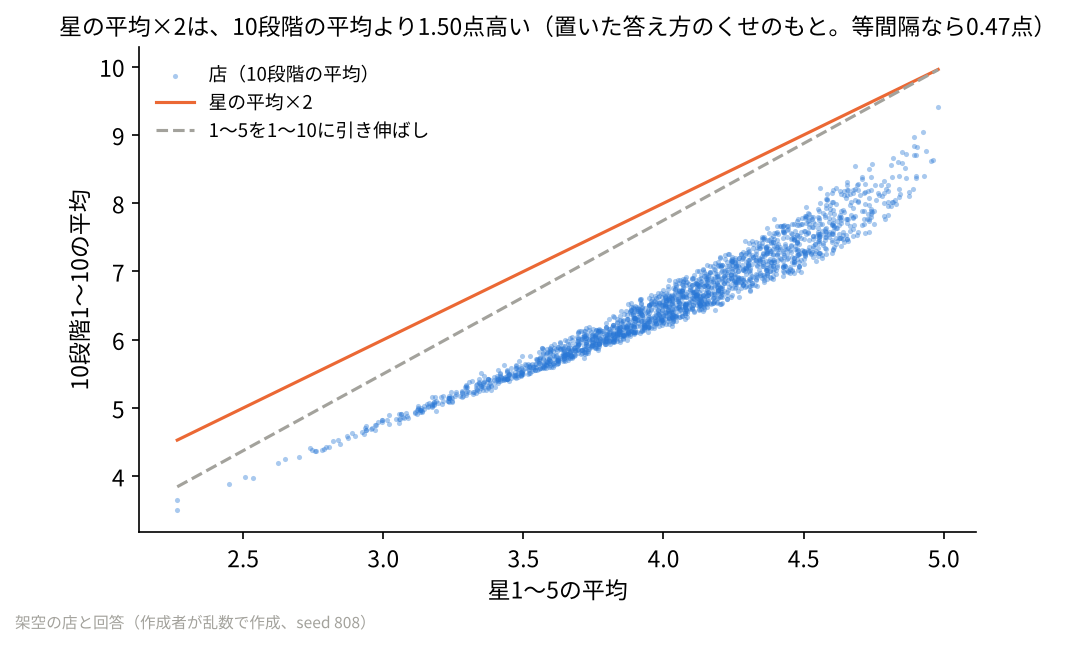 星の平均×2は、10段階の平均より1.50点高い（置いた答え方のくせのもと。等間隔なら0.47点）
店（10段階の平均）
星の平均×2
1〜5を1〜10に引き伸ばし
10段階1〜10の平均
10
9
8
7
6
5
4
2.5 3.0 3.5 4.0 4.5 5.0
星1〜5の平均
架空の店と回答（作成者が乱数で作成、seed 808）